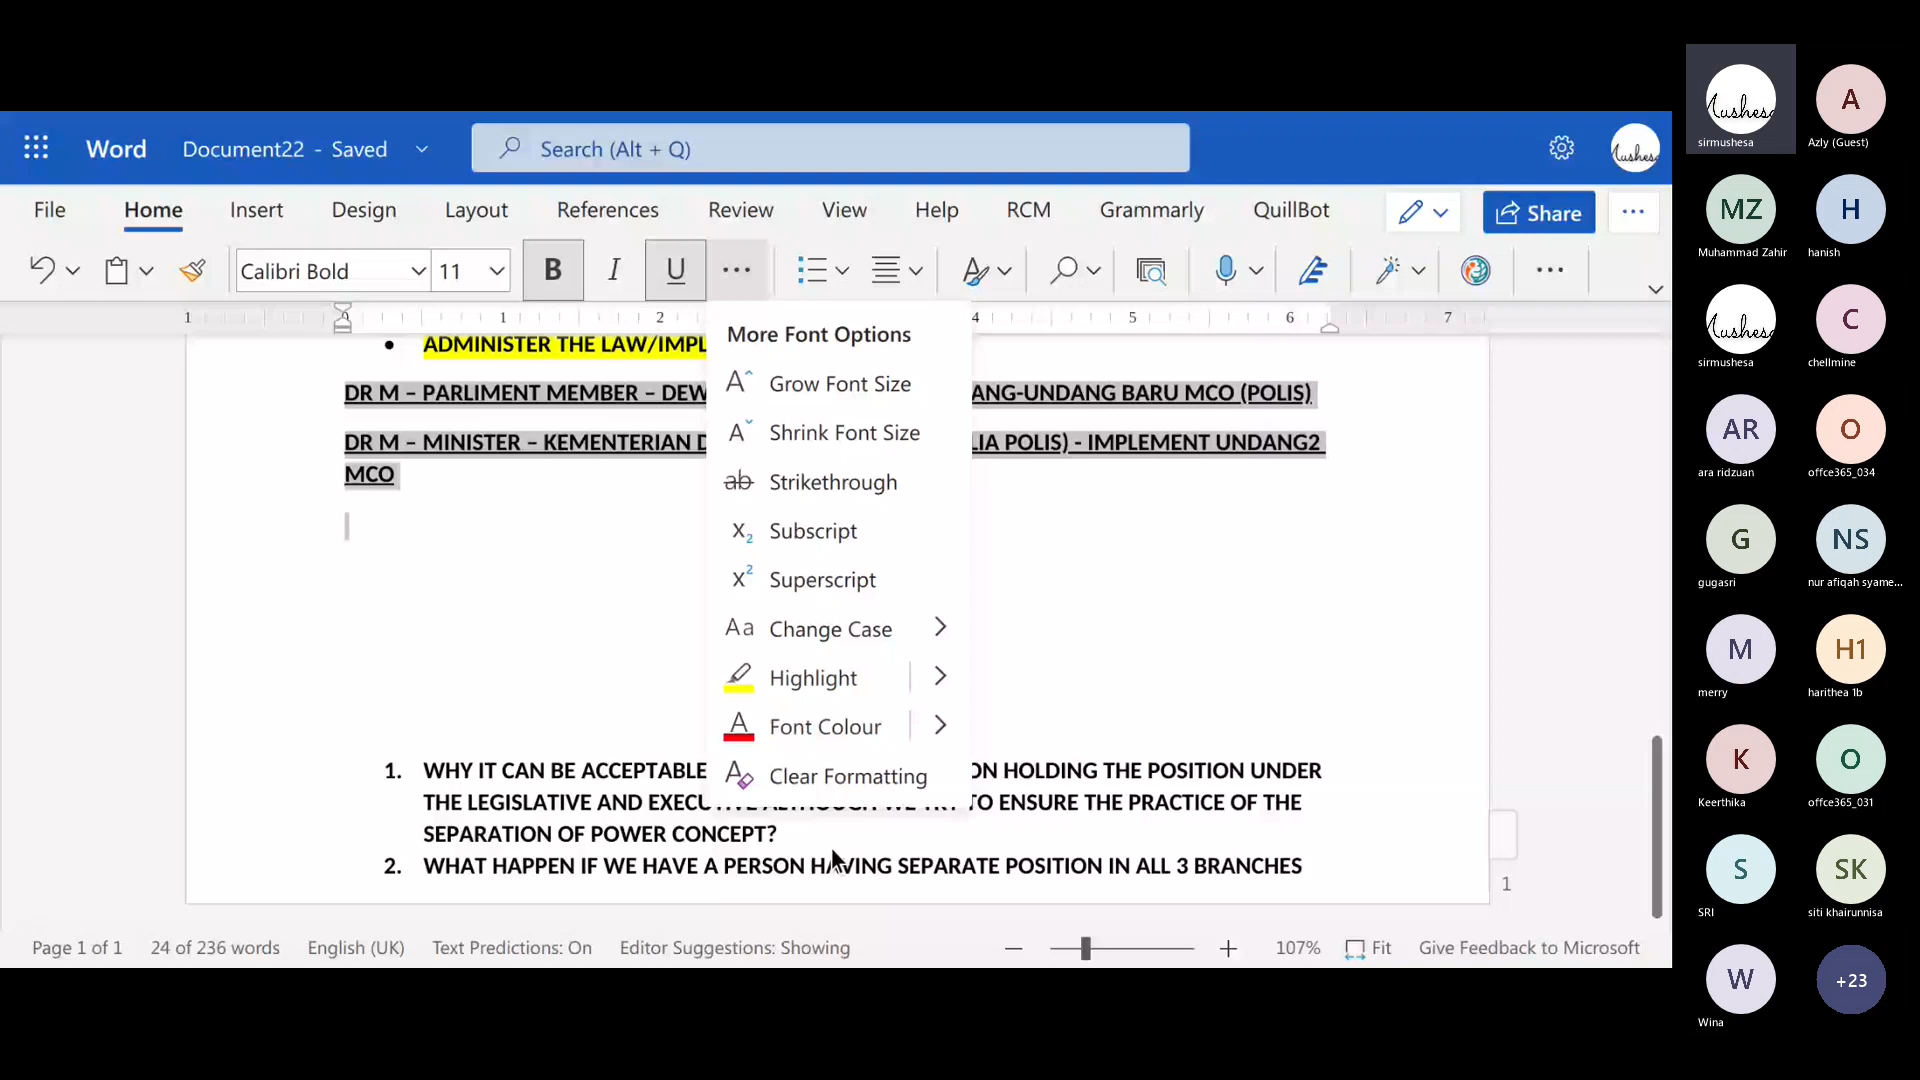 Word Document22 - Saved Search (Alt + Q)
File Home Insert Design Layout References Review View Help RCM Grammarly QuillBot Share
Calibri Bold 11 B I U
1 1 2 4 5 6 7
More Font Options
Grow Font Size
Shrink Font Size
Strikethrough
Subscript
Superscript
Change Case
Highlight
Font Colour
Clear Formatting
• ADMINISTER THE LAW/IMPL
DR M – PARLIMENT MEMBER – DEW ANG-UNDANG BARU MCO (POLIS)
DR M – MINISTER – KEMENTERIAN D LIA POLIS) - IMPLEMENT UNDANG2
MCO
1. WHY IT CAN BE ACCEPTABLE ON HOLDING THE POSITION UNDER
THE LEGISLATIVE AND TO ENSURE THE PRACTICE OF THE
SEPARATION OF POWER CONCEPT?
2. WHAT HAPPEN IF WE HAVE A PERSON HAVING SEPARATE POSITION IN ALL 3 BRANCHES
1
Page 1 of 1 24 of 236 words English (UK) Text Predictions: On Editor Suggestions: Showing 107% Fit Give Feedback to Microsoft
A
sirmushesa Azly (Guest)
MZ H
Muhammad Zahir hanish
C
sirmushesa chellmine
AR O
ara ridzuan offce365_034
G NS
gugasri nur afiqah syame...
M H1
merry harithea 1b
K O
Keerthika offce365_031
S SK
SRI siti khairunnisa
W +23
Wina